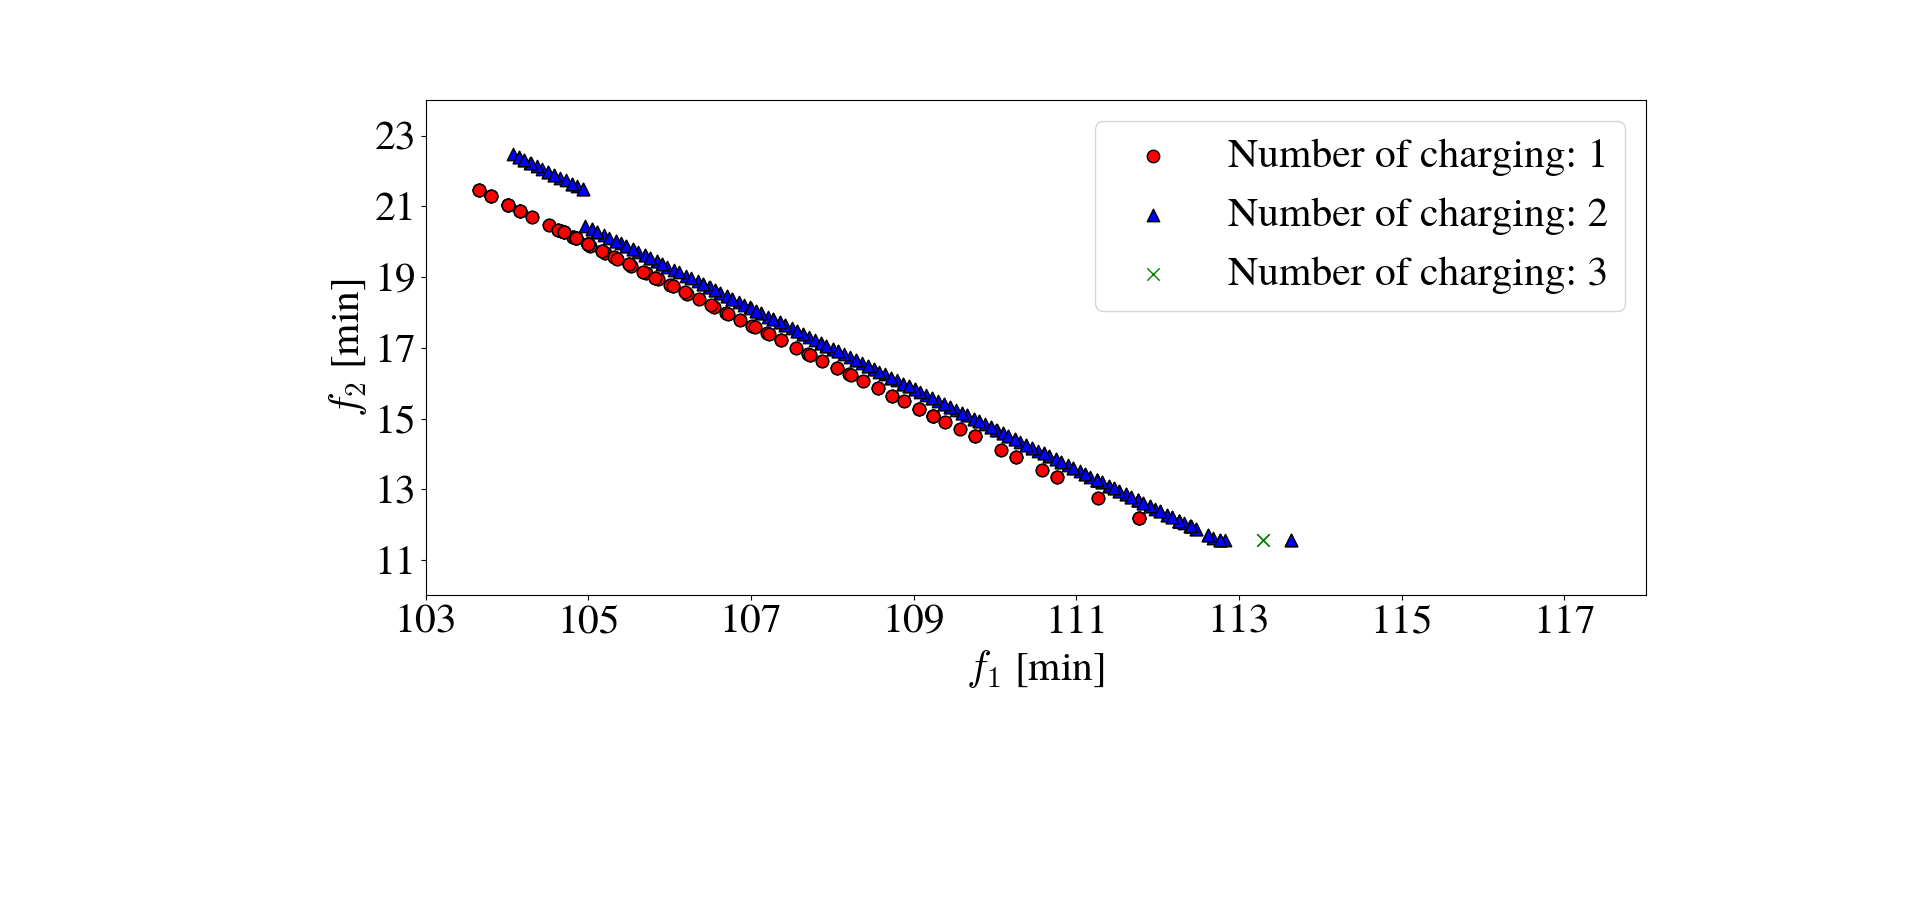 23
21
19
17
15
13
11
f₂ [min]
Number of charging: 1
Number of charging: 2
Number of charging: 3
103 105 107 109 111 113 115 117
f₁ [min]